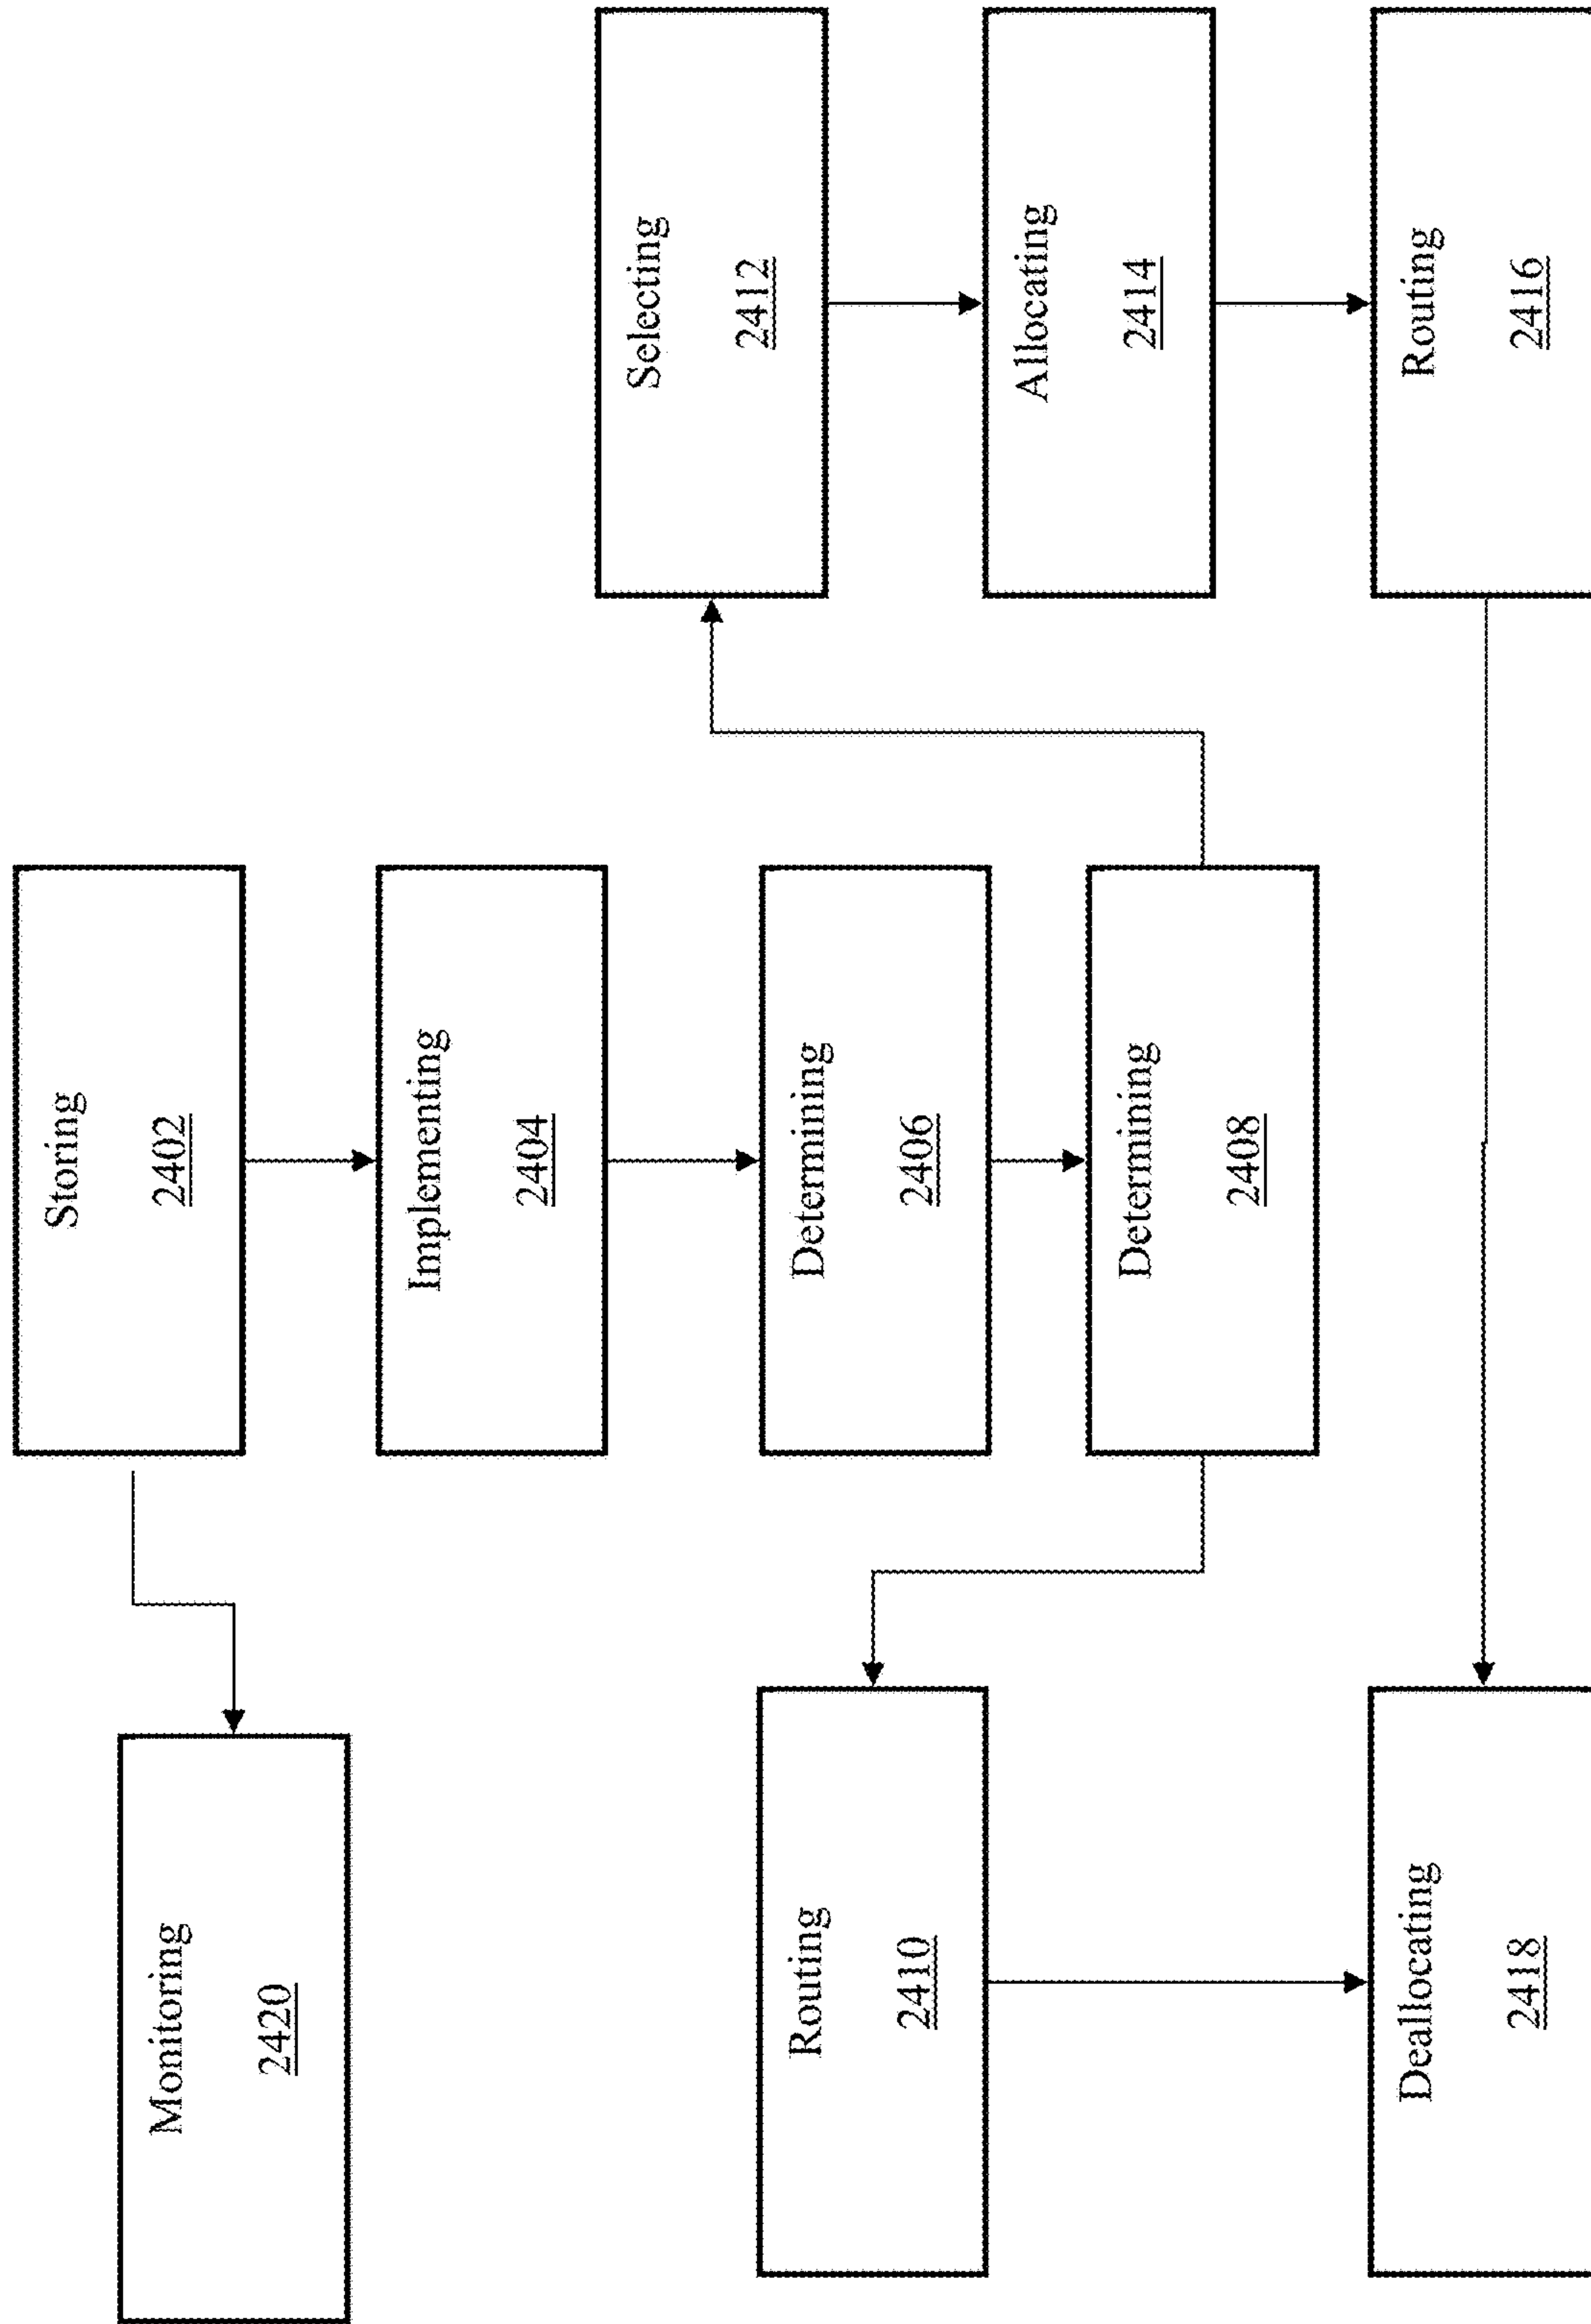 Storing
2402
Monitoring
2420
Implementing
2404
Determining
2406
Determining
2408
Routing
2410
Selecting
2412
Allocating
2414
Routing
2416
Deallocating
2418